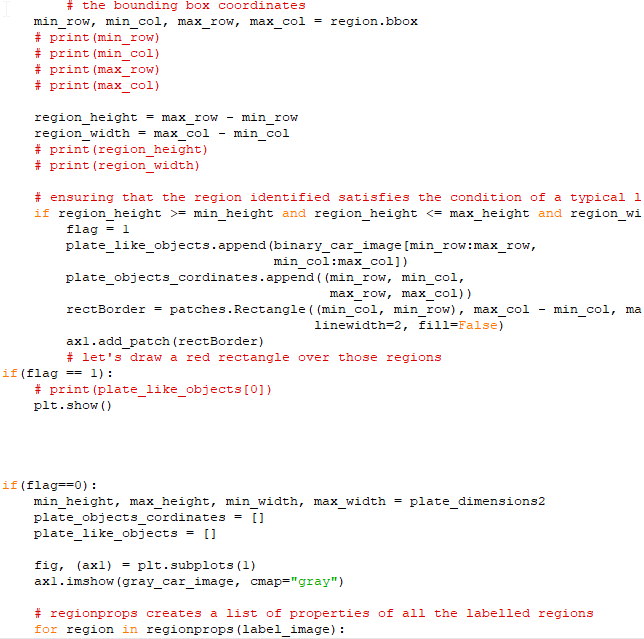 # the bounding box coordinates
min_row, min_col, max_row, max_col = region.bbox
# print(min_row)
# print(min_col)
# print(max_row)
# print(max_col)
region_height = max_row - min_row
region_width = max_col - min_col
# print(region_height)
# print(region_width)
# ensuring that the region identified satisfies the condition of a typical l
if region_height >= min_height and region_height <= max_height and region_wi
flag = 1
plate_like_objects.append(binary_car_image[min_row:max_row,
min_col:max_col])
plate_objects_cordinates.append((min_row, min_col,
max_row, max_col))
rectBorder = patches.Rectangle((min_col, min_row), max_col - min_col, ma
linewidth=2, fill=False)
ax1.add_patch(rectBorder)
# let's draw a red rectangle over those regions
if(flag == 1):
# print(plate_like_objects[0])
plt.show()
if(flag==0):
min_height, max_height, min_width, max_width = plate_dimensions2
plate_objects_cordinates = []
plate_like_objects = []
fig, (ax1) = plt.subplots(1)
ax1.imshow(gray_car_image, cmap="gray")
# regionprops creates a list of properties of all the labelled regions
for region in regionprops(label_image):